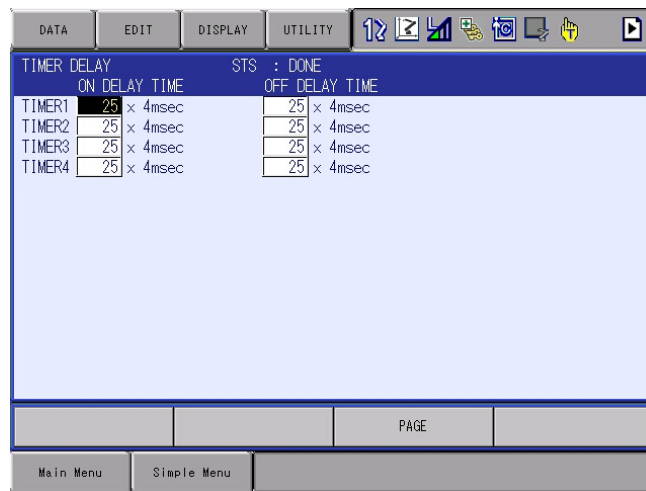 DATA EDIT DISPLAY UTILITY
TIMER DELAY STS : DONE
ON DELAY TIME OFF DELAY TIME
TIMER1 25 × 4msec 25 × 4msec
TIMER2 25 × 4msec 25 × 4msec
TIMER3 25 × 4msec 25 × 4msec
TIMER4 25 × 4msec 25 × 4msec
PAGE
Main Menu Simple Menu